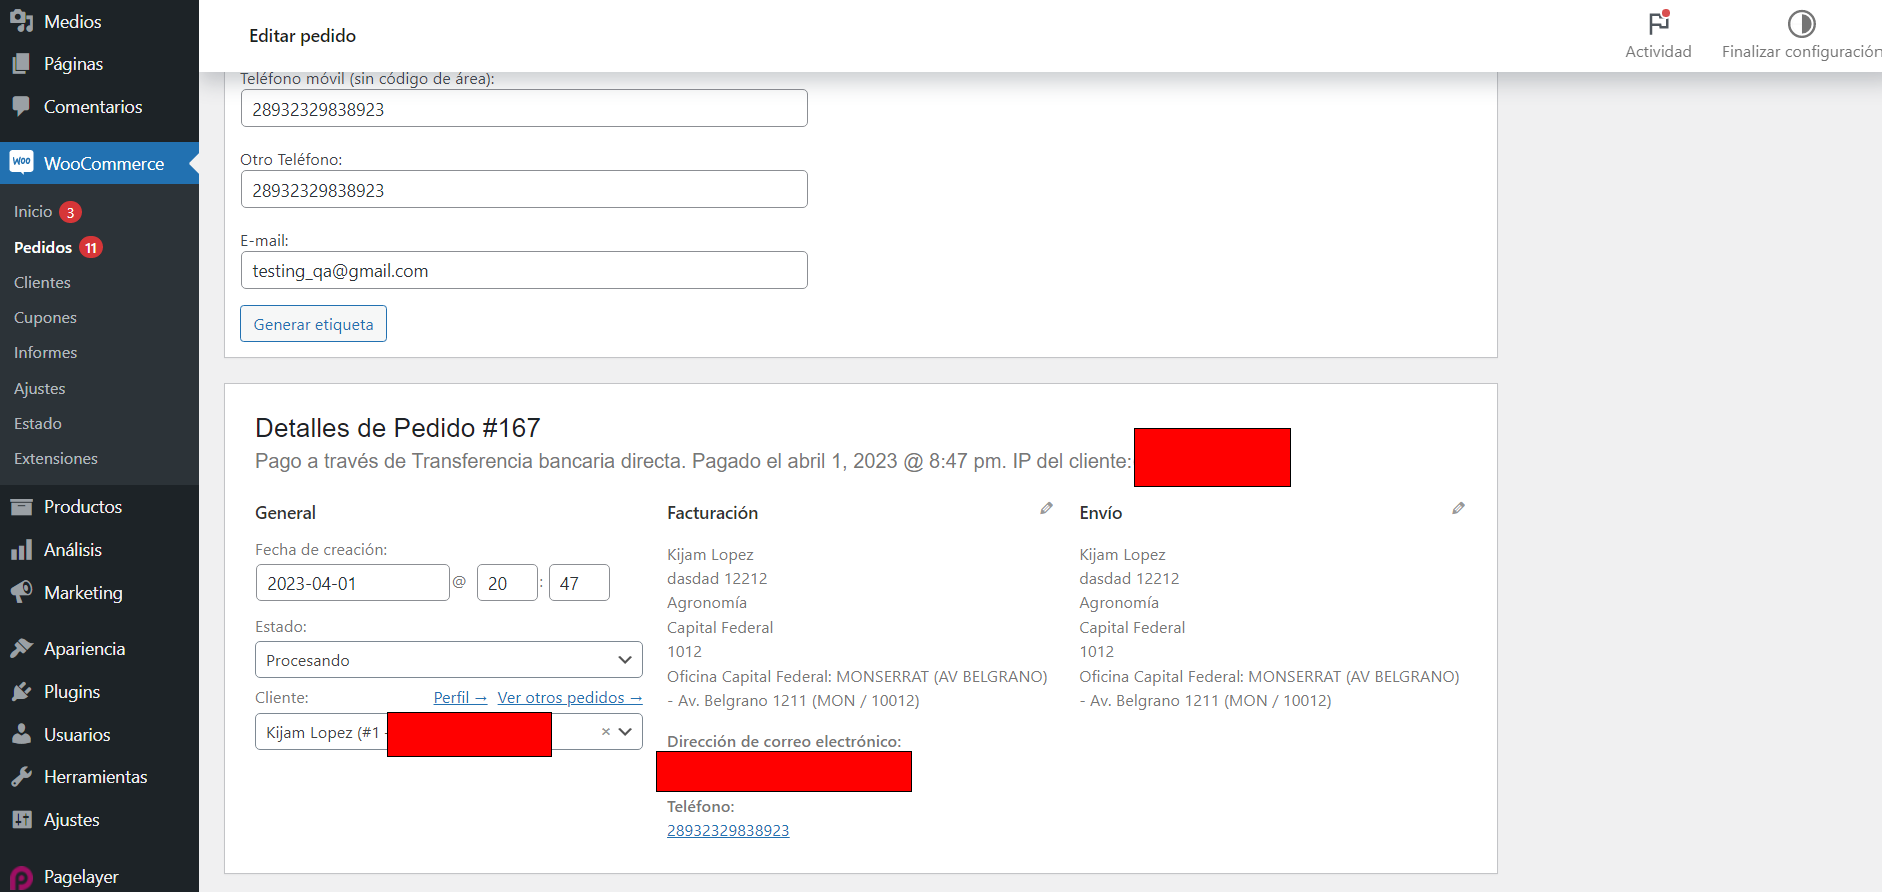 Medios
Páginas
Comentarios
Woo WooCommerce
Inicio 3
Pedidos 11
Clientes
Cupones
Informes
Ajustes
Estado
Extensiones
Productos
Análisis
Marketing
Apariencia
Plugins
Usuarios
Herramientas
Ajustes
Pagelayer
Editar pedido
Actividad
Finalizar configuración
Teléfono móvil (sin código de área):
28932329838923
Otro Teléfono:
28932329838923
E-mail:
testing_qa@gmail.com
Generar etiqueta
Detalles de Pedido #167
Pago a través de Transferencia bancaria directa. Pagado el abril 1, 2023 @ 8:47 pm. IP del cliente:
General
Fecha de creación:
2023-04-01 @ 20 : 47
Estado:
Procesando
Cliente: Perfil → Ver otros pedidos →
Kijam Lopez (#1 - ×
Facturación
Kijam Lopez
dasdad 12212
Agronomía
Capital Federal
1012
Oficina Capital Federal: MONSERRAT (AV BELGRANO)
- Av. Belgrano 1211 (MON / 10012)
Dirección de correo electrónico:
Teléfono:
28932329838923
Envío
Kijam Lopez
dasdad 12212
Agronomía
Capital Federal
1012
Oficina Capital Federal: MONSERRAT (AV BELGRANO)
- Av. Belgrano 1211 (MON / 10012)